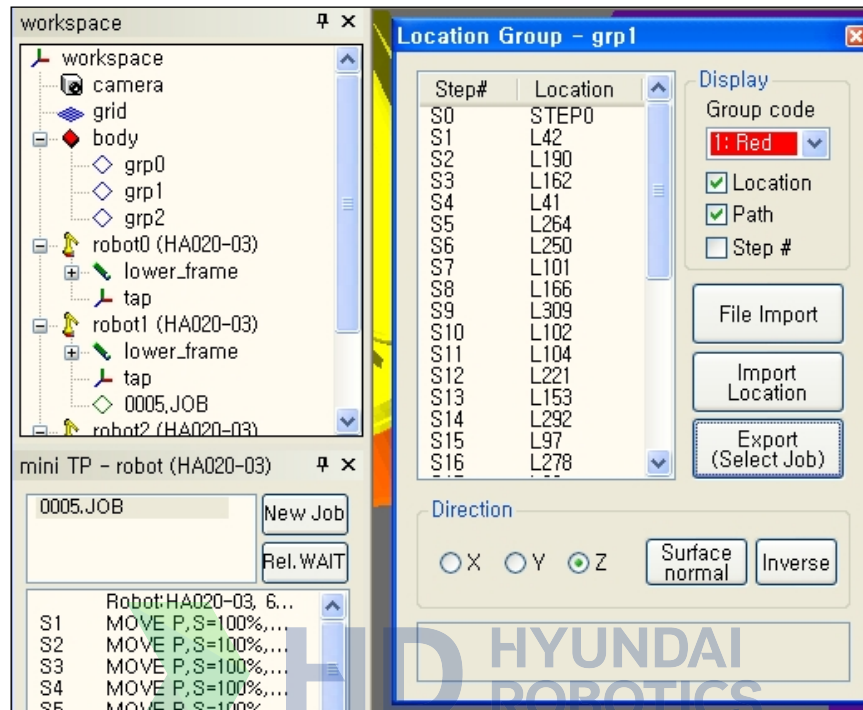 workspace
workspace
camera
grid
body
grp0
grp1
grp2
robot0 (HA020-03)
lower_frame
tap
robot1 (HA020-03)
lower_frame
tap
0005.JOB
robot2 (HA020-03)
mini TP - robot (HA020-03)
0005.JOB
New Job
Rel. WAIT
Robot:HA020-03, 6...
S1 MOVE P,S=100%,...
S2 MOVE P,S=100%,...
S3 MOVE P,S=100%,...
S4 MOVE P,S=100%,...
S5 MOVE P,S=100%
Location Group - grp1
Step# Location
S0 STEP0
S1 L42
S2 L190
S3 L162
S4 L41
S5 L264
S6 L250
S7 L101
S8 L166
S9 L309
S10 L102
S11 L104
S12 L221
S13 L153
S14 L292
S15 L97
S16 L278
Display
Group code
1: Red
Location
Path
Step #
File Import
Import
Location
Export
(Select Job)
Direction
X Y Z
Surface
normal
Inverse
HD HYUNDAI
ROBOTICS